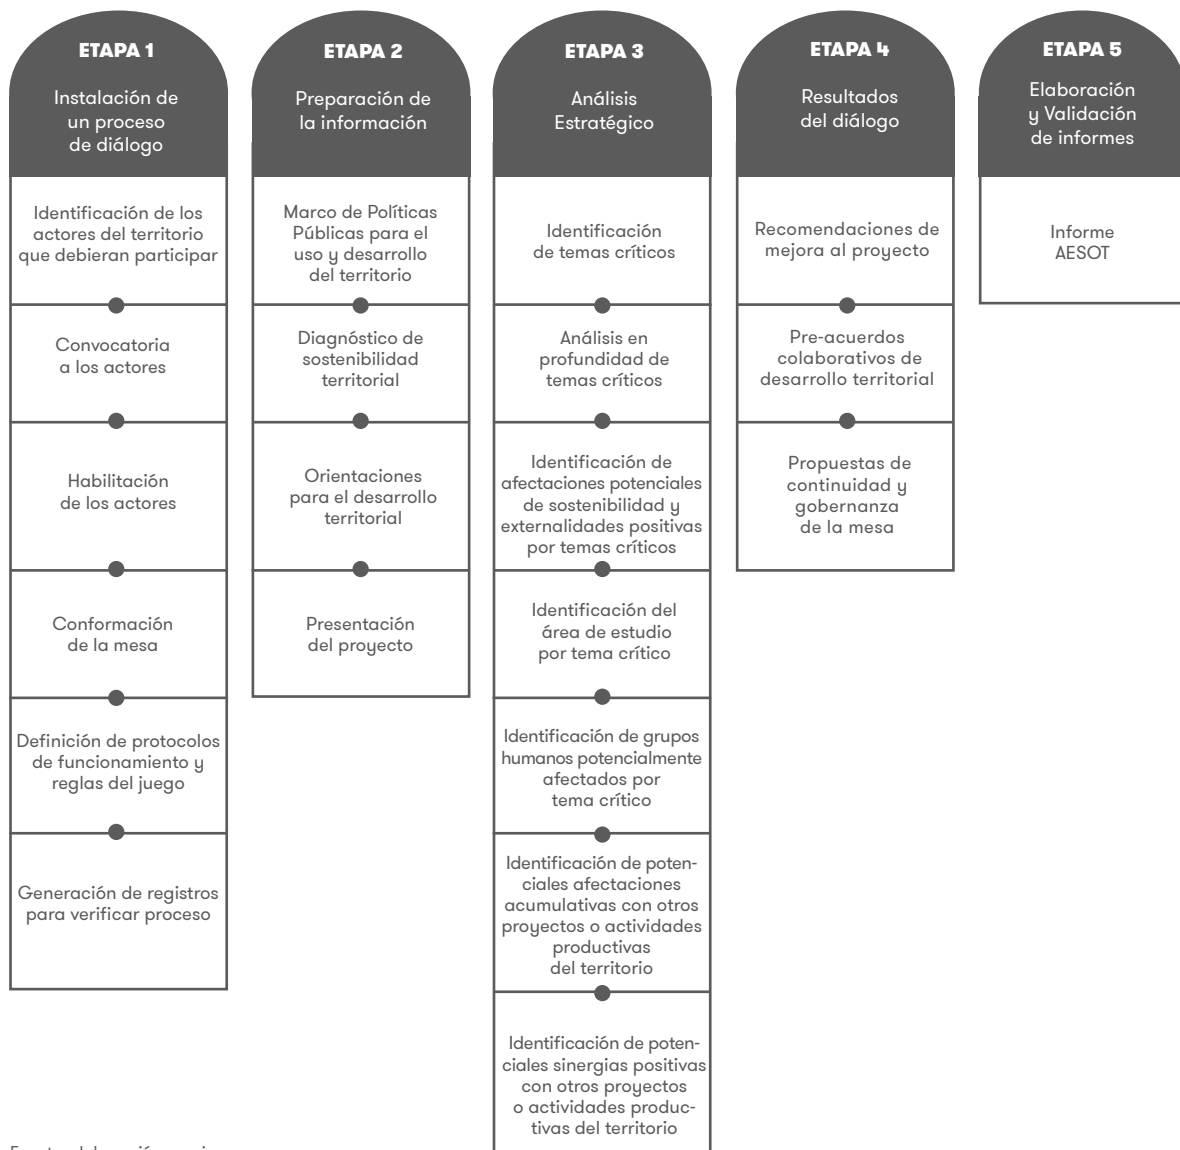 ETAPA 1
Instalación de
un proceso
de diálogo
Identificación de los
actores del territorio
que debieran participar
Convocatoria
a los actores
Habilitación
de los actores
Conformación
de la mesa
Definición de protocolos
de funcionamiento y
reglas del juego
Generación de registros
para verificar proceso
ETAPA 2
Preparación de
la información
Marco de Políticas
Públicas para el
uso y desarrollo
del territorio
Diagnóstico de
sostenibilidad
territorial
Orientaciones
para el desarrollo
territorial
Presentación
del proyecto
ETAPA 3
Análisis
Estratégico
Identificación
de temas críticos
Análisis en
profundidad de
temas críticos
Identificación de
afectaciones potenciales
de sostenibilidad y
externalidades positivas
por temas críticos
Identificación del
área de estudio
por tema crítico
Identificación de grupos
humanos potencialmente
afectados por
tema crítico
Identificación de poten-
ciales afectaciones
acumulativas con otros
proyectos o actividades
productivas
del territorio
Identificación de poten-
ciales sinergias positivas
con otros proyectos
o actividades produc-
tivas del territorio
ETAPA 4
Resultados
del diálogo
Recomendaciones de
mejora al proyecto
Pre-acuerdos
colaborativos de
desarrollo territorial
Propuestas de
continuidad y
gobernanza
de la mesa
ETAPA 5
Elaboración
y Validación
de informes
Informe
AESOT